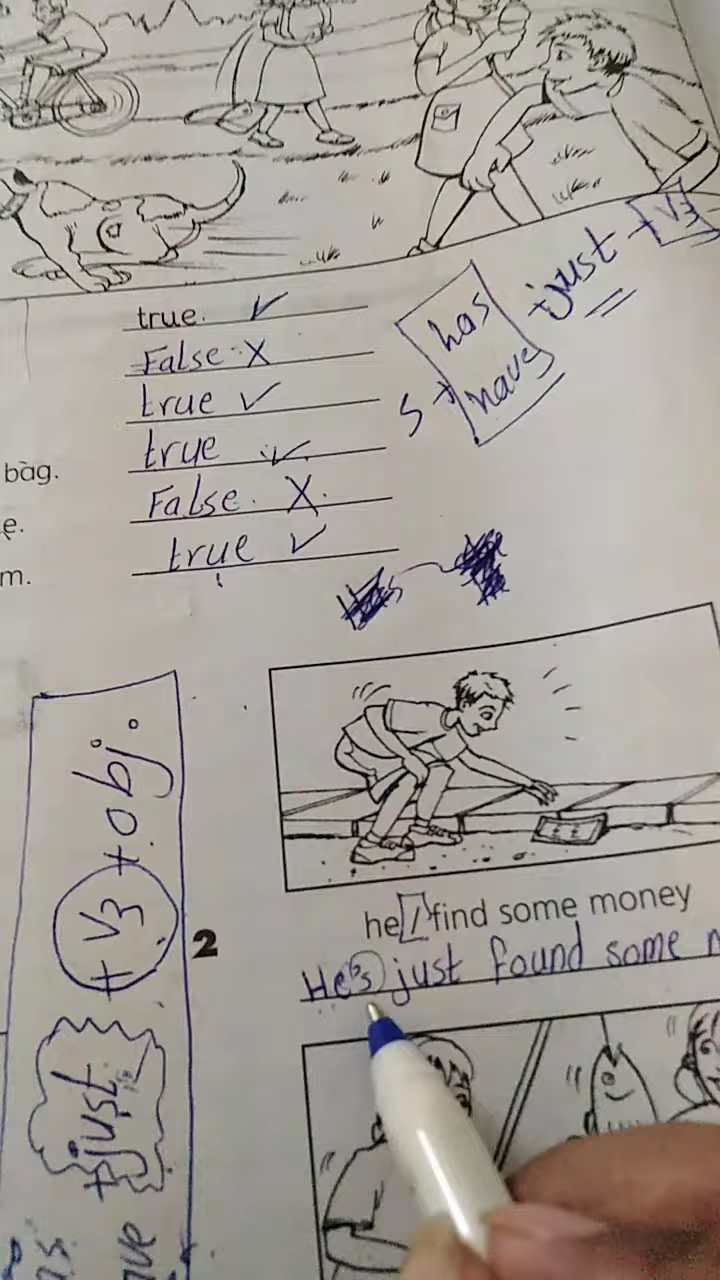 true. ✓
False. X
true ✓
true ✓
False. X
true ✓
bag.
e.
m.
S + has
have
+ just + V3
+ just + V3 + obj.
2
he / find some money
He's just found some m